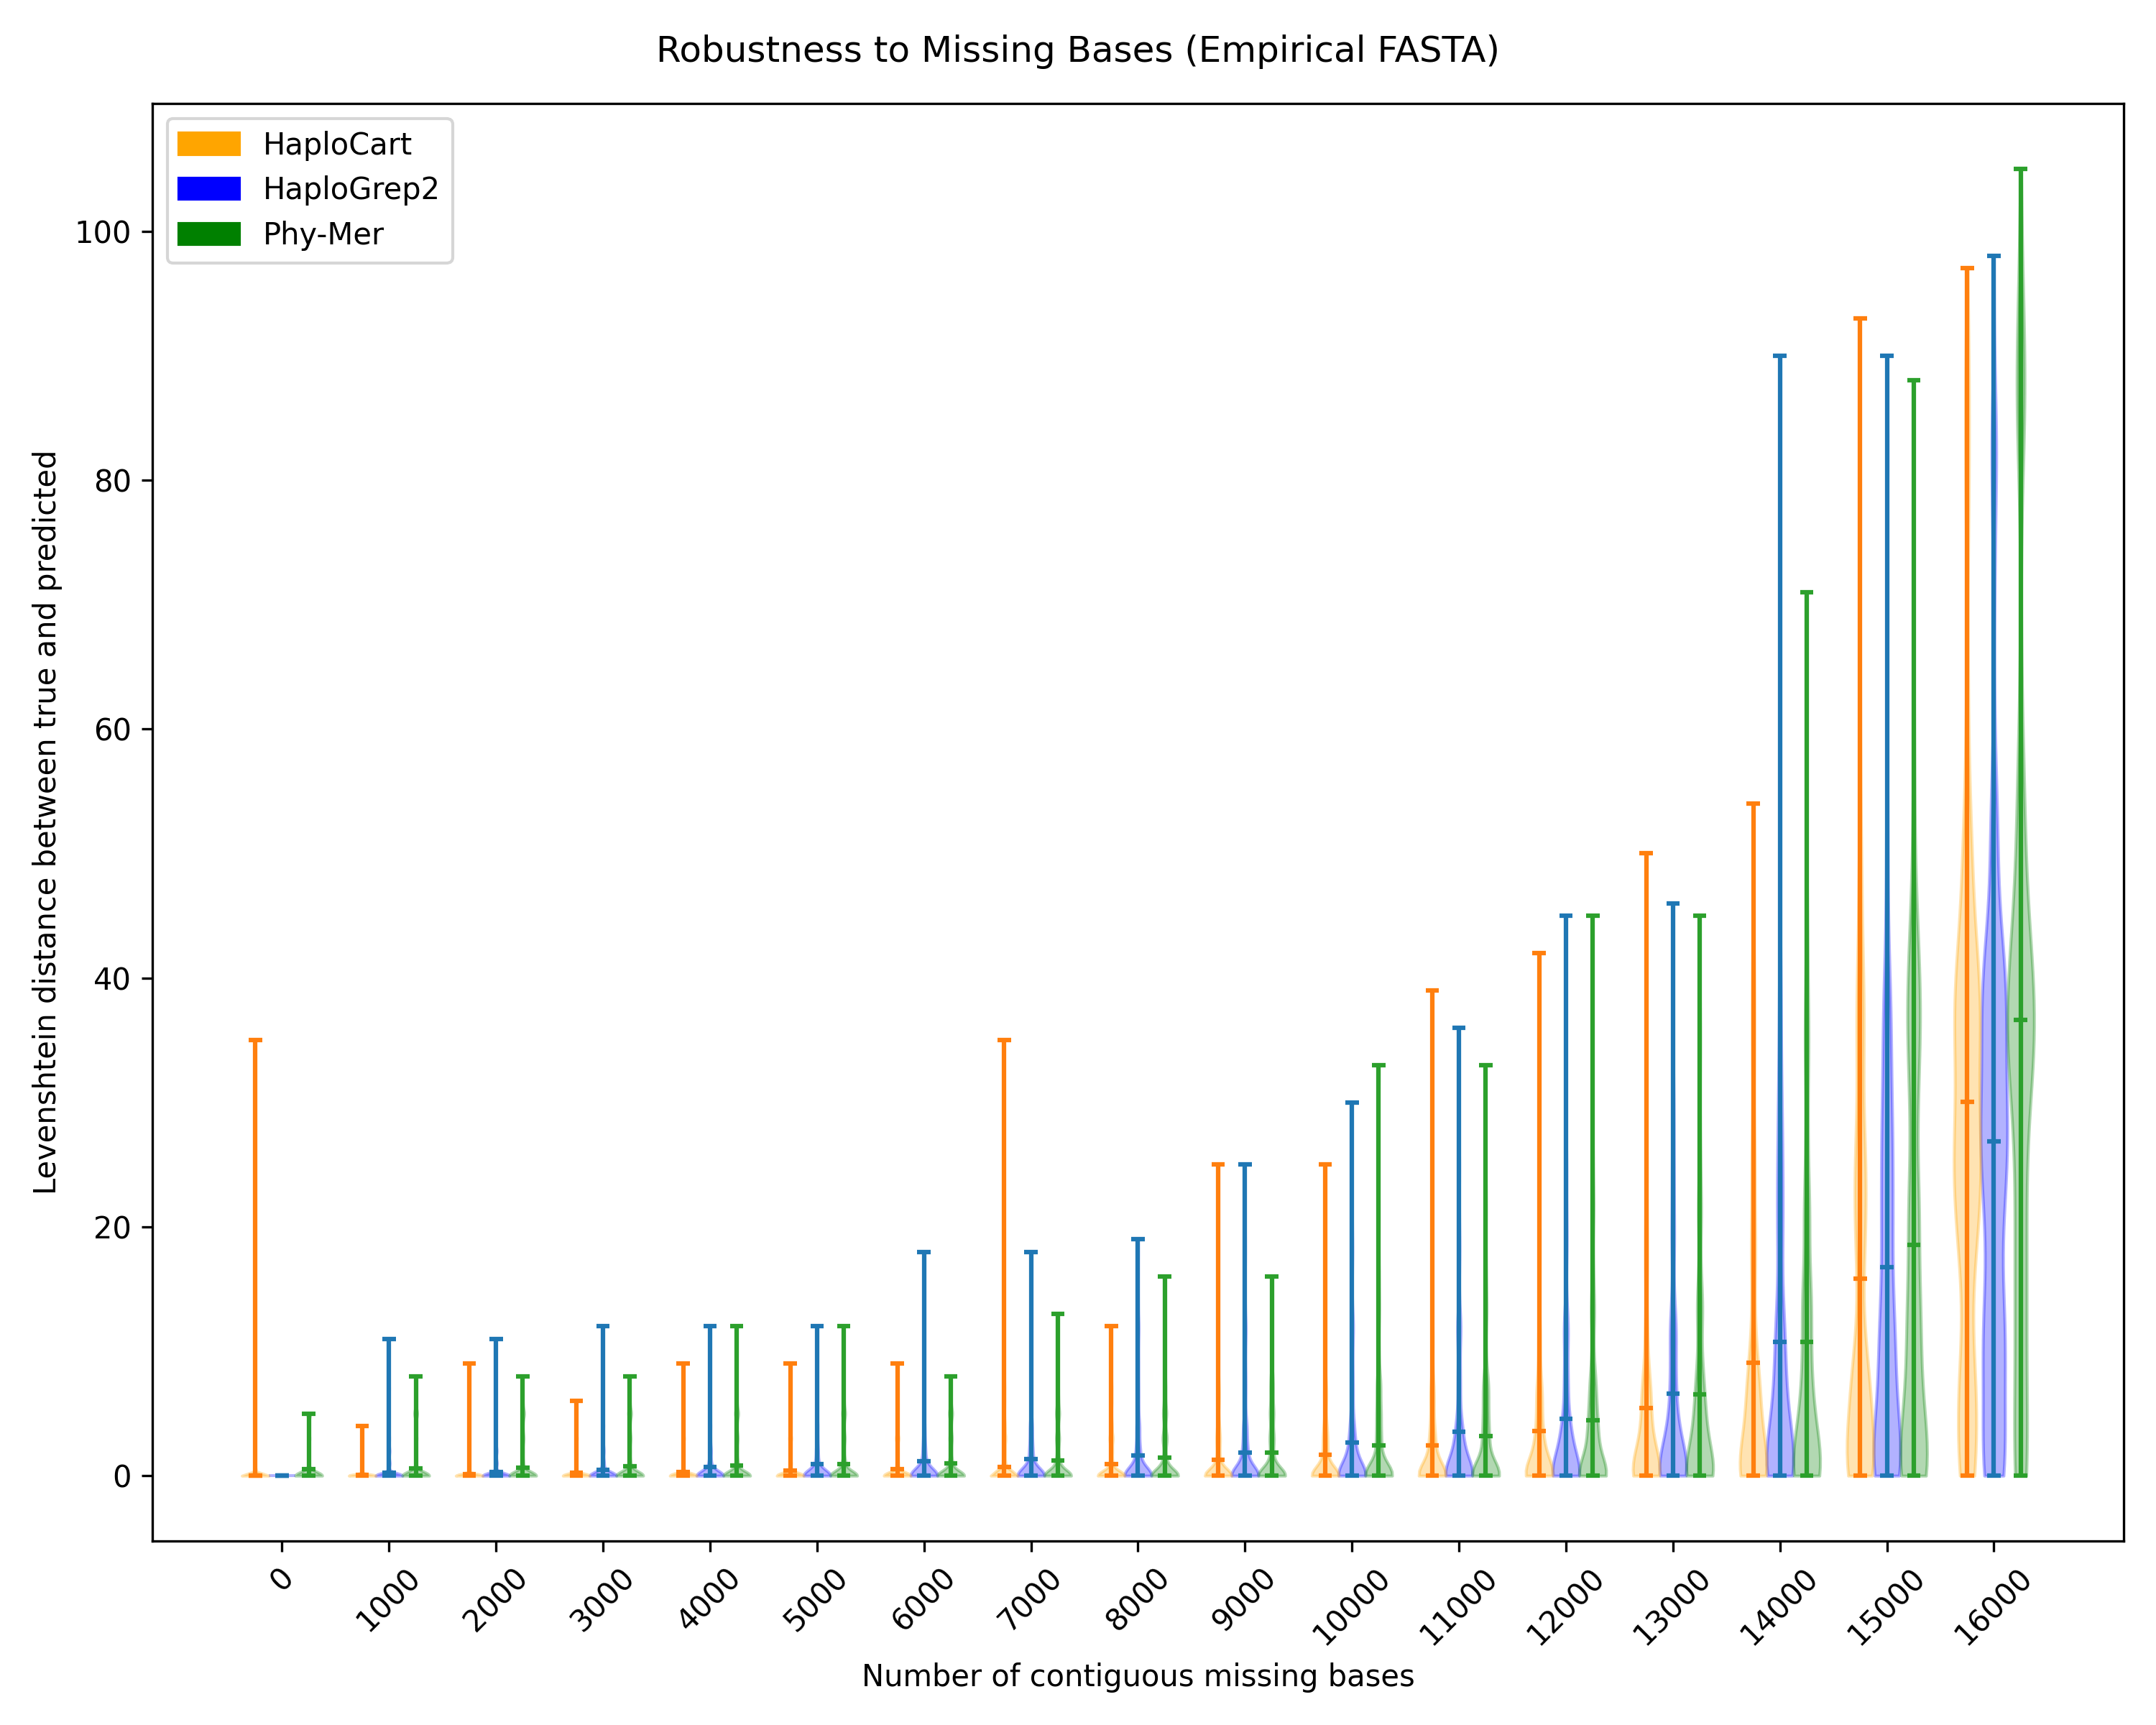 Robustness to Missing Bases (Empirical FASTA)
HaploCart
HaploGrep2
Phy-Mer
Levenshtein distance between true and predicted
100
80
60
40
20
0
0 1000 2000 3000 4000 5000 6000 7000 8000 9000 10000 11000 12000 13000 14000 15000 16000
Number of contiguous missing bases